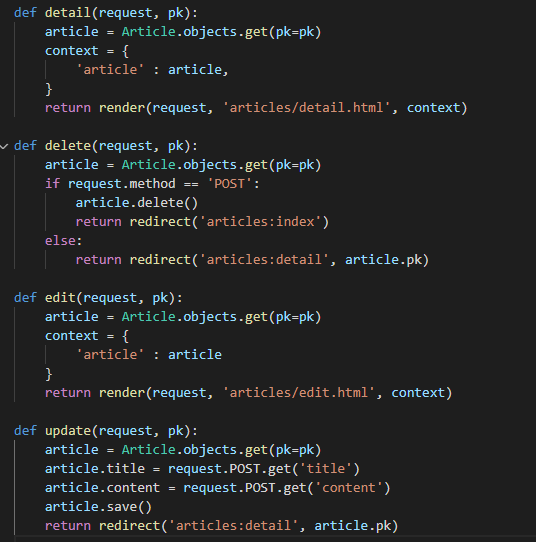 def detail(request, pk):
    article = Article.objects.get(pk=pk)
    context = {
        'article' : article,
    }
    return render(request, 'articles/detail.html', context)

def delete(request, pk):
    article = Article.objects.get(pk=pk)
    if request.method == 'POST':
        article.delete()
        return redirect('articles:index')
    else:
        return redirect('articles:detail', article.pk)

def edit(request, pk):
    article = Article.objects.get(pk=pk)
    context = {
        'article' : article
    }
    return render(request, 'articles/edit.html', context)

def update(request, pk):
    article = Article.objects.get(pk=pk)
    article.title = request.POST.get('title')
    article.content = request.POST.get('content')
    article.save()
    return redirect('articles:detail', article.pk)